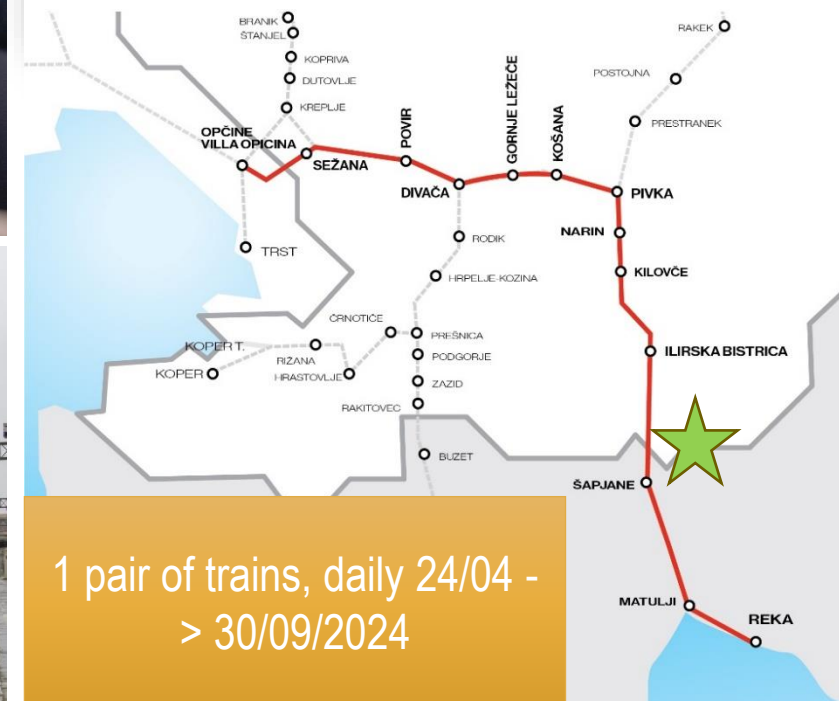 BRANIK
ŠTANJEL
KOPRIVA
DUTOVLJE
KREPLJE
RAKEK
POSTOJNA
PRESTRANEK
OPČINE
VILLA OPICINA
SEŽANA
POVIR
DIVAČA
GORNJE LEŽEČE
KOŠANA
PIVKA
NARIN
KILOVČE
TRST
RODIK
HRPELJE-KOZINA
ČRNOTIČE
PREŠNICA
KOPER T.
RIŽANA
PODGORJE
KOPER
HRASTOVLJE
ZAZID
RAKITOVEC
BUZET
ILIRSKA BISTRICA
ŠAPJANE
MATULJI
REKA
1 pair of trains, daily 24/04 -
> 30/09/2024